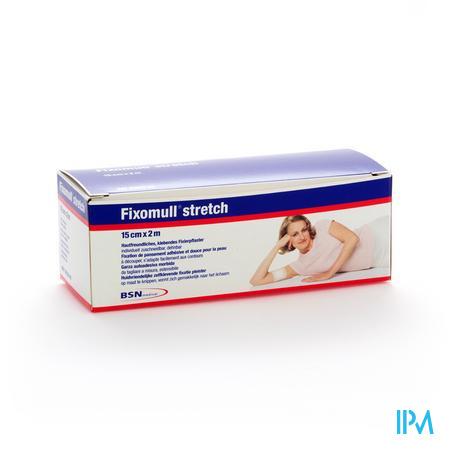 Fixomull stretch
Fixomull® stretch
15 cm x 2 m
Hautfreundliches, klebendes Fixierpflaster
individuell zuschneidbar, dehnbar
Fixation de pansement adhésive et douce pour la peau
à découper, s'adapte facilement aux contours
Garza autoadesiva morbida
da tagliare a misura, estensibile
Huidvriendelijke zelfklevende fixatie pleister
op maat te knippen, vormt zich gemakkelijk naar het lichaam
BSN medical
IPM